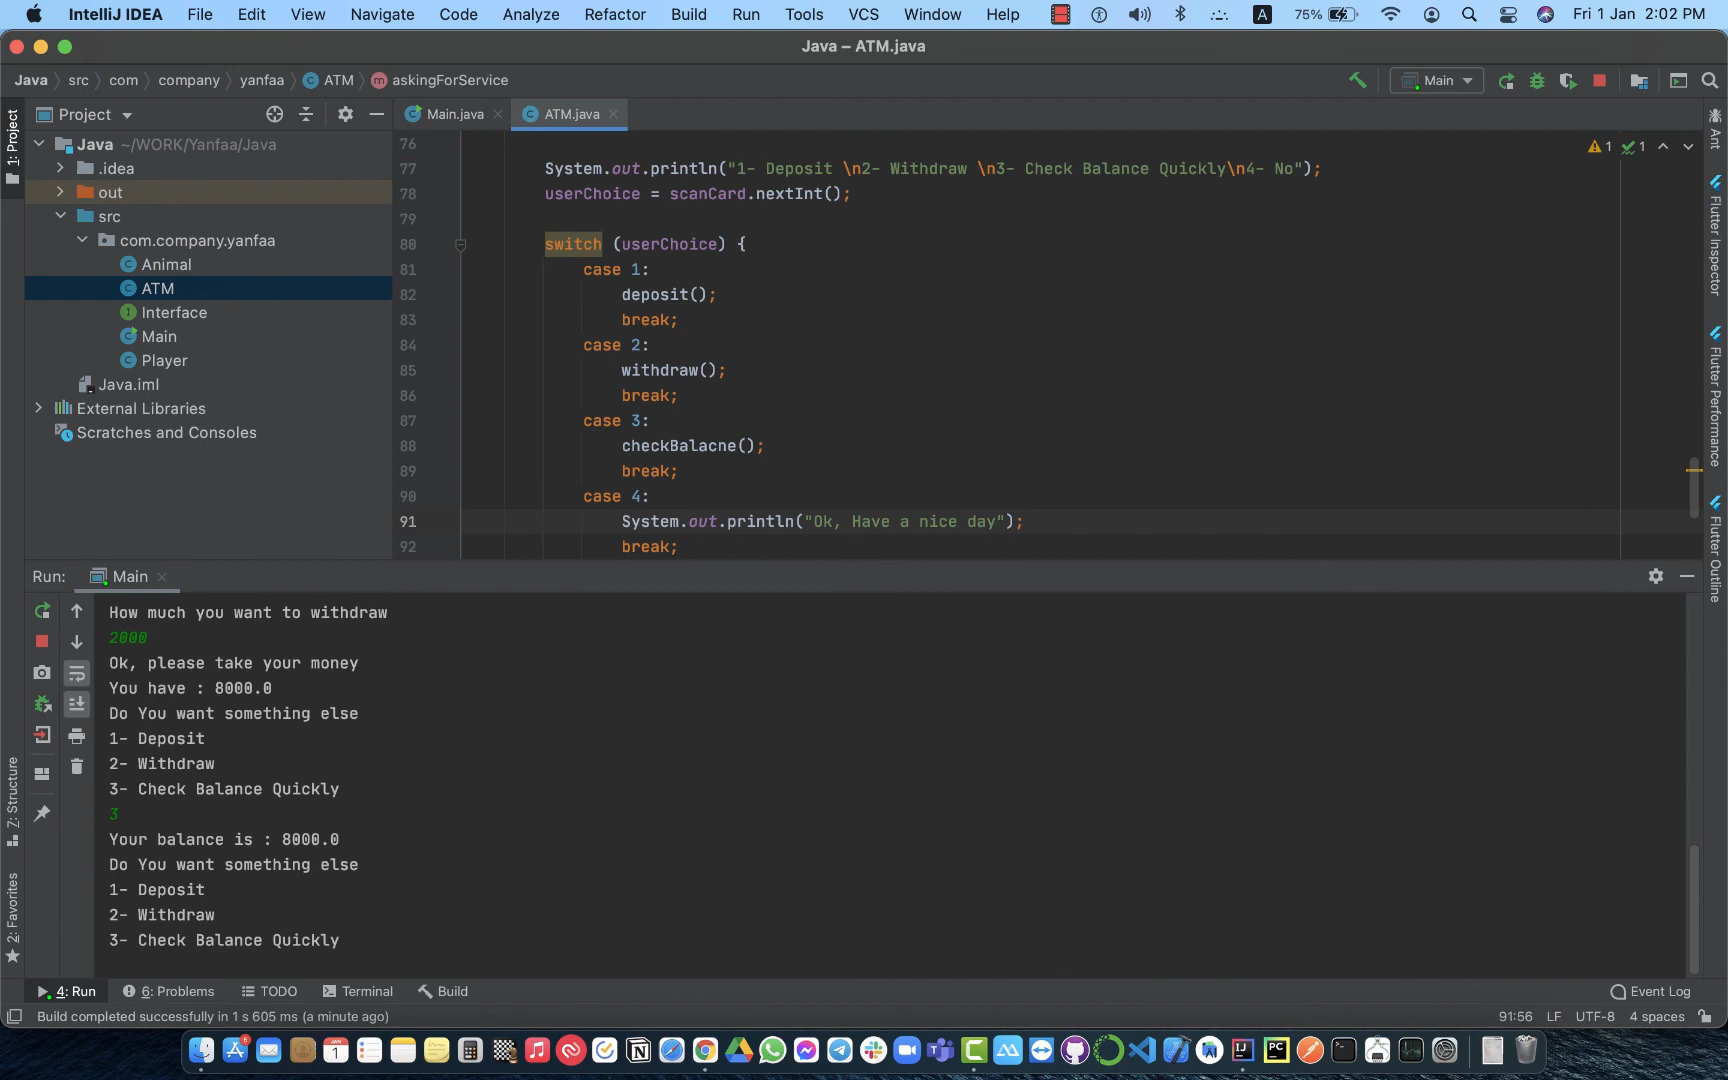 IntelliJ IDEA File Edit View Navigate Code Analyze Refactor Build Run Tools VCS Window Help A 75% Fri 1 Jan 2:02 PM
Java – ATM.java
Java src com company yanfaa ATM askingForService Main
Project
Main.java
ATM.java
1: Project
Java ~/WORK/Yanfaa/Java
.idea
out
src
com.company.yanfaa
Animal
ATM
Interface
Main
Player
Java.iml
External Libraries
Scratches and Consoles
1 1
76
77 System.out.println("1- Deposit \n2- Withdraw \n3- Check Balance Quickly\n4- No");
78 userChoice = scanCard.nextInt();
79
80 switch (userChoice) {
81 case 1:
82 deposit();
83 break;
84 case 2:
85 withdraw();
86 break;
87 case 3:
88 checkBalacne();
89 break;
90 case 4:
91 System.out.println("Ok, Have a nice day");
92 break;
Ant
Flutter Inspector
Flutter Performance
Flutter Outline
Run: Main
How much you want to withdraw
2000
Ok, please take your money
You have : 8000.0
Do You want something else
1- Deposit
2- Withdraw
3- Check Balance Quickly
3
Your balance is : 8000.0
Do You want something else
1- Deposit
2- Withdraw
3- Check Balance Quickly
Z: Structure
2: Favorites
4: Run 6: Problems TODO Terminal Build Event Log
Build completed successfully in 1 s 605 ms (a minute ago) 91:56 LF UTF-8 4 spaces